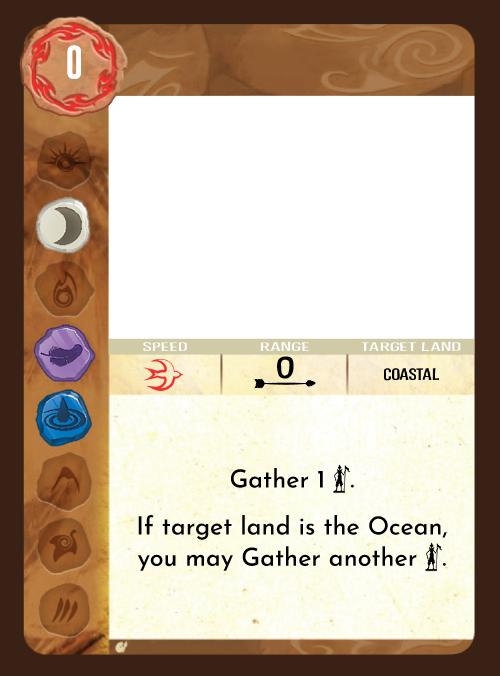 0
SPEED RANGE TARGET LAND
0 COASTAL
Gather 1 .
If target land is the Ocean,
you may Gather another .